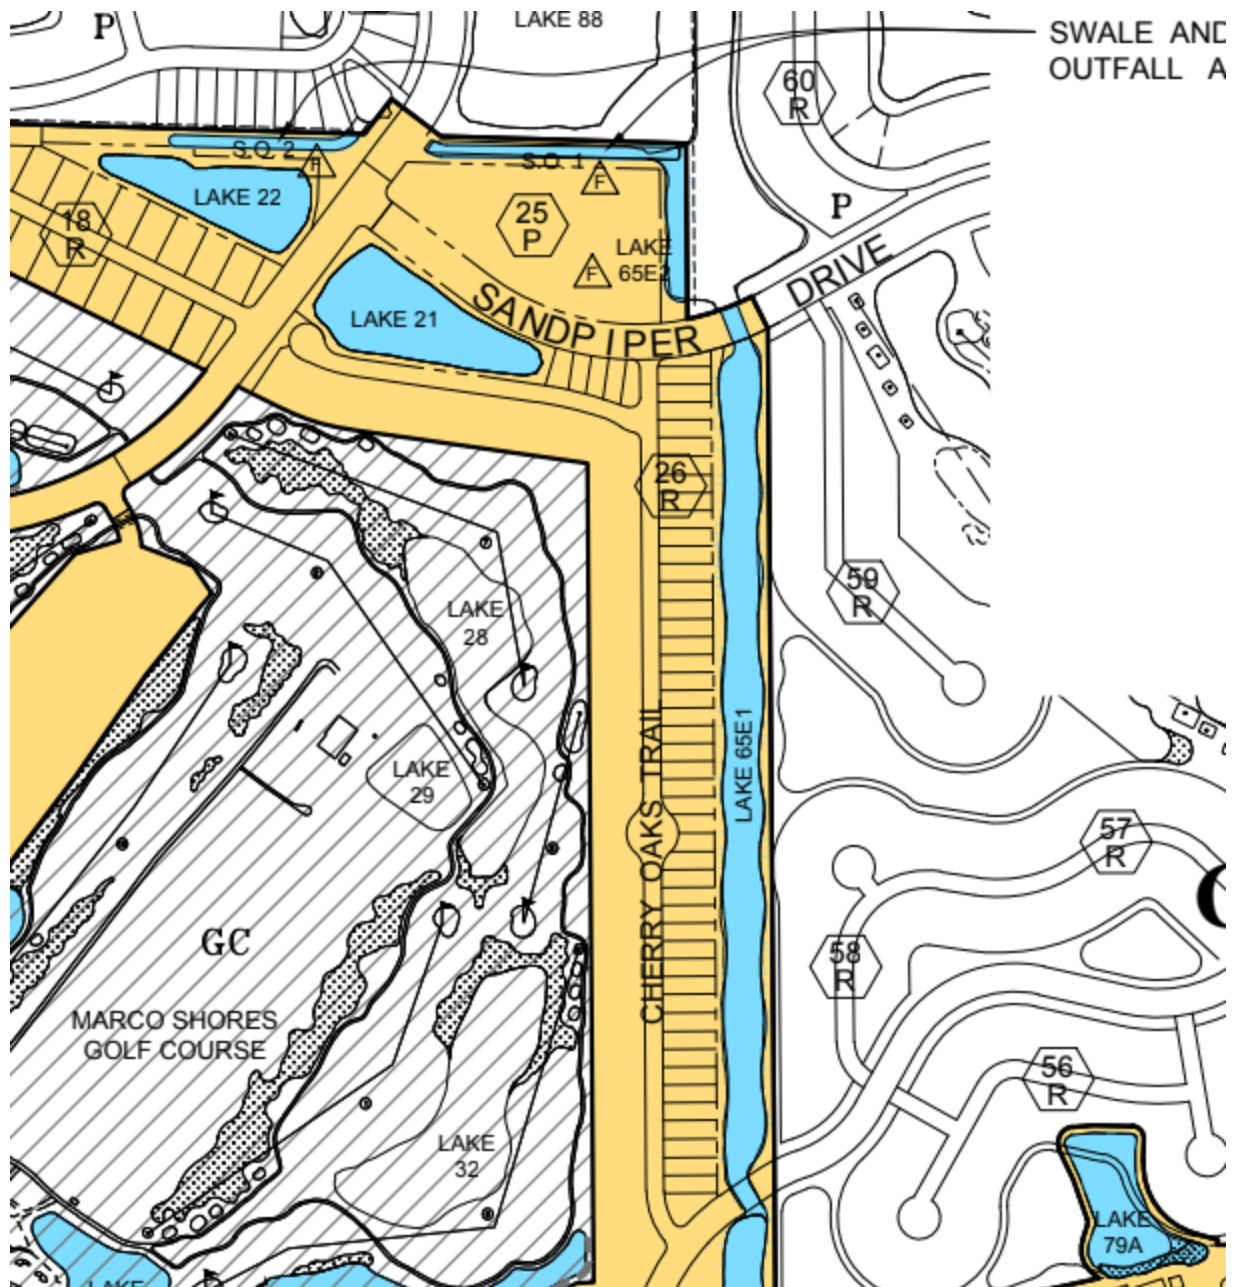 P
LAKE 88
SWALE AND
OUTFALL A
60
R
S.O. 2
F
S.O. 1
F
LAKE 22
18
R
25
P
P
LAKE
65E2
F
LAKE 21
SANDPIPER DRIVE
26
R
59
R
LAKE
28
LAKE
29
LAKE 65E1
CHERRY OAKS TRAIL
57
R
58
R
GC
MARCO SHORES
GOLF COURSE
56
R
LAKE
32
LAKE
79A
LAKE